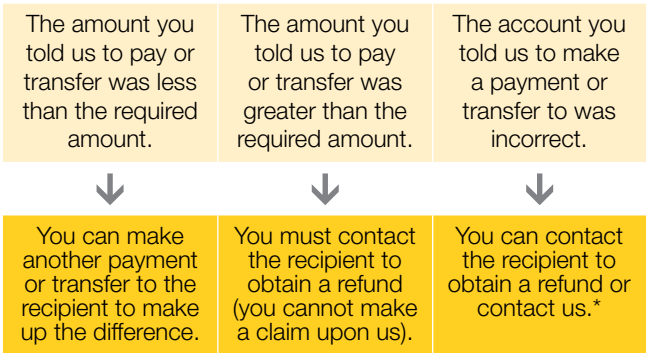 The amount you
told us to pay or
transfer was less
than the required
amount.
The amount you
told us to pay
or transfer was
greater than the
required amount.
The account you
told us to make
a payment or
transfer to was
incorrect.
You can make
another payment
or transfer to the
recipient to make
up the difference.
You must contact
the recipient to
obtain a refund
(you cannot make
a claim upon us).
You can contact
the recipient to
obtain a refund or
contact us.*